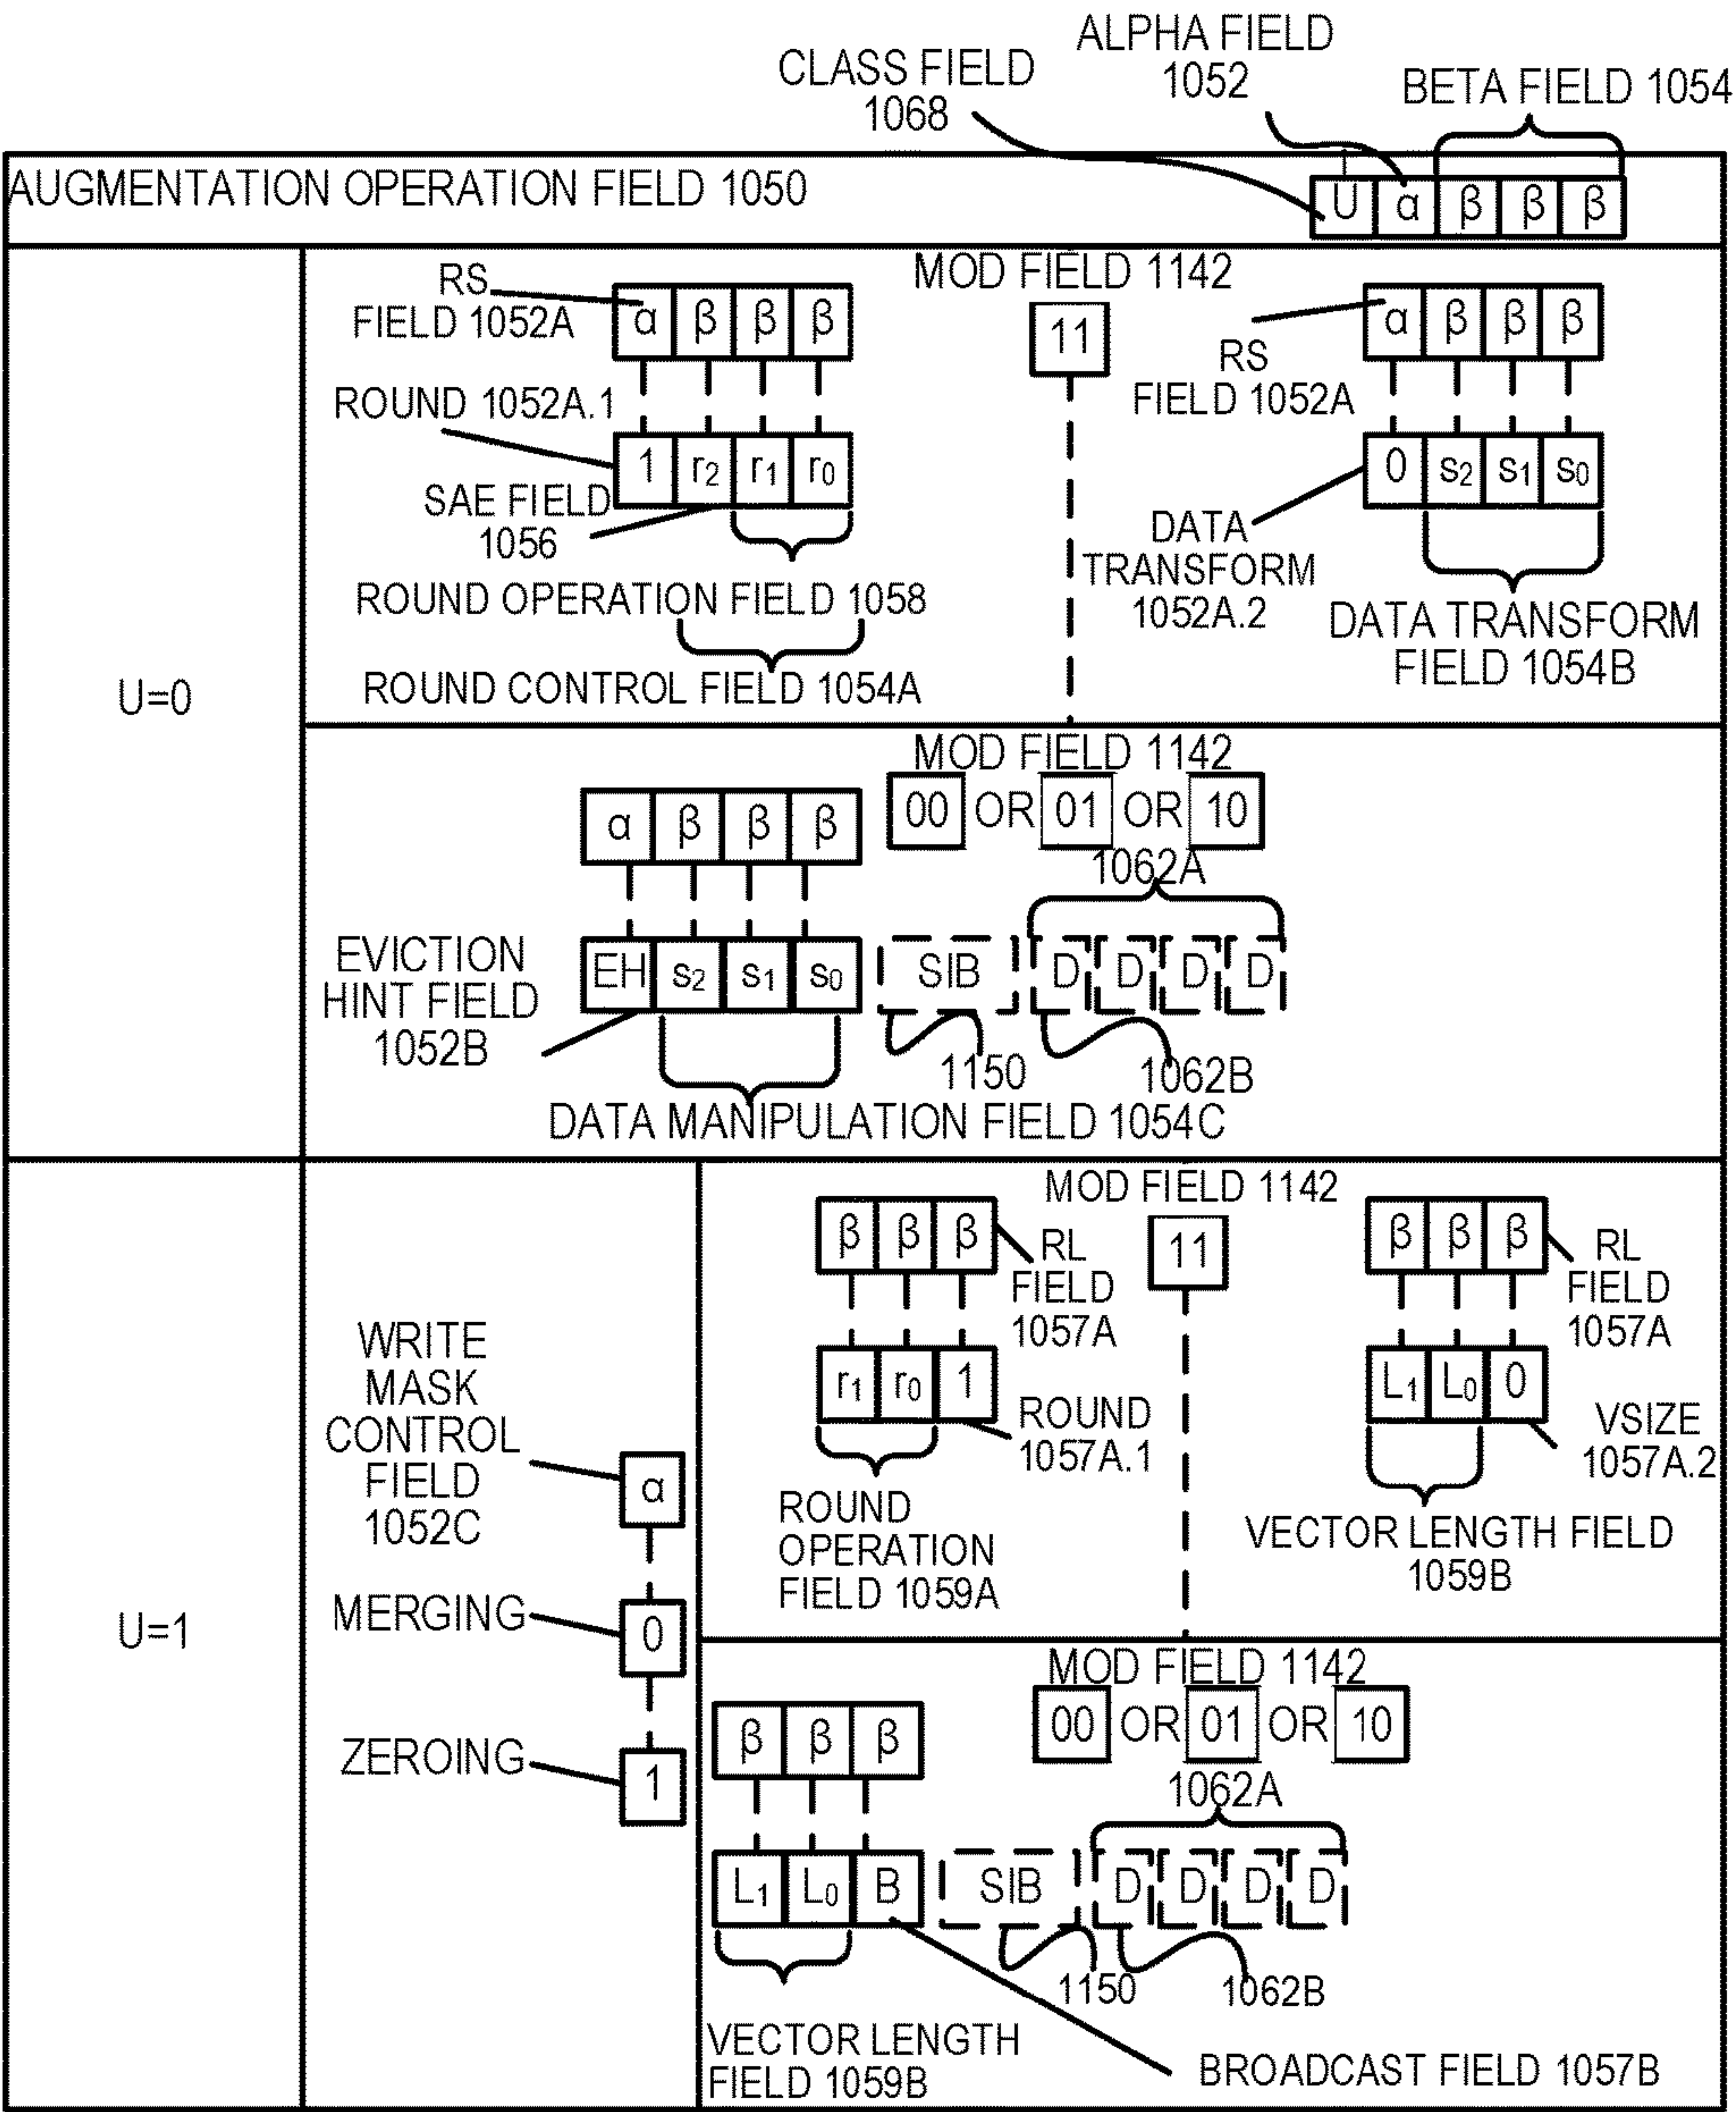 ALPHA FIELD
1052
CLASS FIELD
1068
BETA FIELD 1054
AUGMENTATION OPERATION FIELD 1050
U α β β β
U=0
MOD FIELD 1142
11
RS
FIELD 1052A
α β β β
ROUND 1052A.1
1 r2 r1 r0
SAE FIELD
1056
ROUND OPERATION FIELD 1058
ROUND CONTROL FIELD 1054A
α β β β
RS
FIELD 1052A
0 s2 s1 s0
DATA
TRANSFORM
1052A.2
DATA TRANSFORM
FIELD 1054B
MOD FIELD 1142
00 OR 01 OR 10
α β β β
1062A
EVICTION
HINT FIELD
1052B
EH s2 s1 s0 SIB D D D D
1150
1062B
DATA MANIPULATION FIELD 1054C
U=1
WRITE
MASK
CONTROL
FIELD
1052C
α
MERGING
0
ZEROING
1
MOD FIELD 1142
11
β β β
RL
FIELD
1057A
r1 r0 1
ROUND
1057A.1
ROUND
OPERATION
FIELD 1059A
β β β
RL
FIELD
1057A
L1 L0 0
VSIZE
1057A.2
VECTOR LENGTH FIELD
1059B
MOD FIELD 1142
00 OR 01 OR 10
β β β
1062A
L1 L0 B SIB D D D D
1150
1062B
VECTOR LENGTH
FIELD 1059B
BROADCAST FIELD 1057B